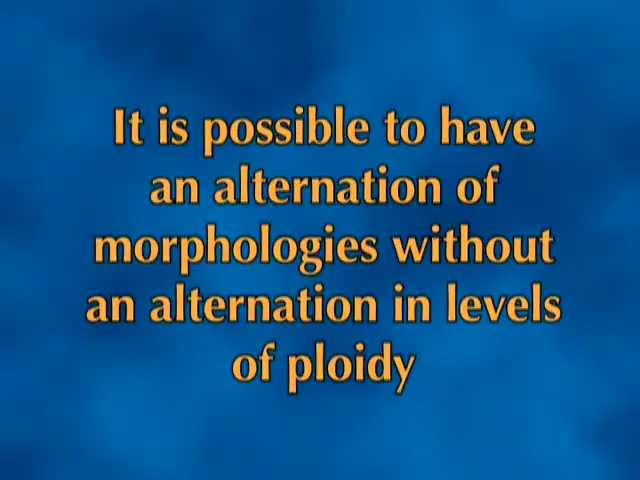 It is possible to have
an alternation of
morphologies without
an alternation in levels
of ploidy